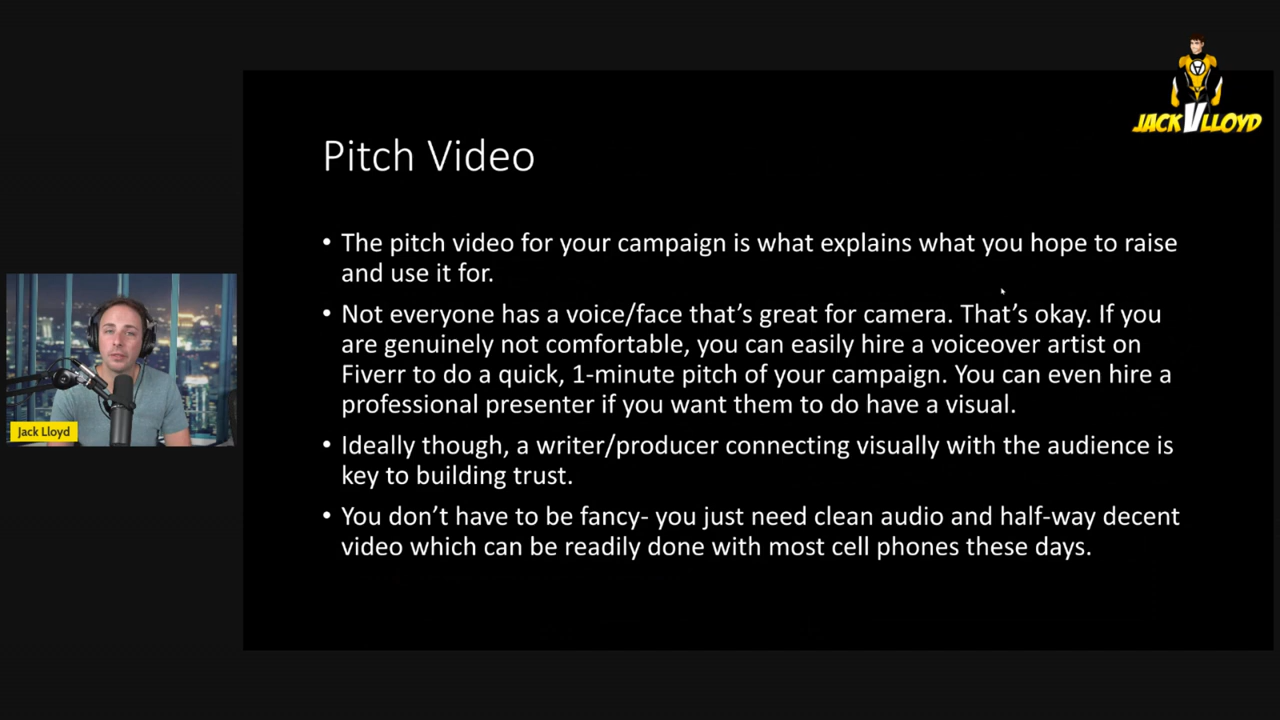 JACK V LLOYD
Pitch Video
• The pitch video for your campaign is what explains what you hope to raise
and use it for.
• Not everyone has a voice/face that’s great for camera. That’s okay. If you
are genuinely not comfortable, you can easily hire a voiceover artist on
Fiverr to do a quick, 1-minute pitch of your campaign. You can even hire a
professional presenter if you want them to do have a visual.
• Ideally though, a writer/producer connecting visually with the audience is
key to building trust.
• You don’t have to be fancy- you just need clean audio and half-way decent
video which can be readily done with most cell phones these days.
Jack Lloyd